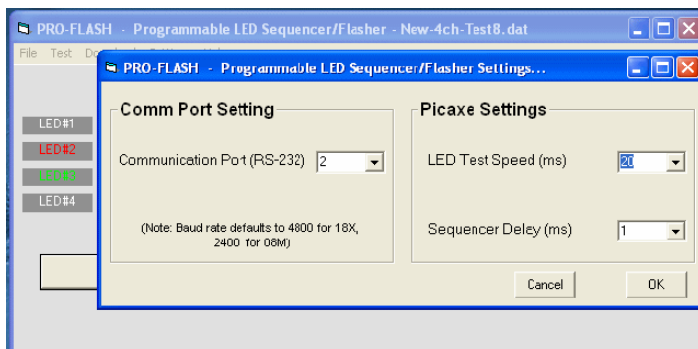 PRO-FLASH - Programmable LED Sequencer/Flasher - New-4ch-Test8.dat
File Test
PRO-FLASH - Programmable LED Sequencer/Flasher Settings...
LED#1
LED#2
LED#4
Comm Port Setting
Communication Port (RS-232) 2
(Note: Baud rate defaults to 4800 for 18X,
2400 for 08M)
Picaxe Settings
LED Test Speed (ms) 20
Sequencer Deley (ms) 1
Cancel OK